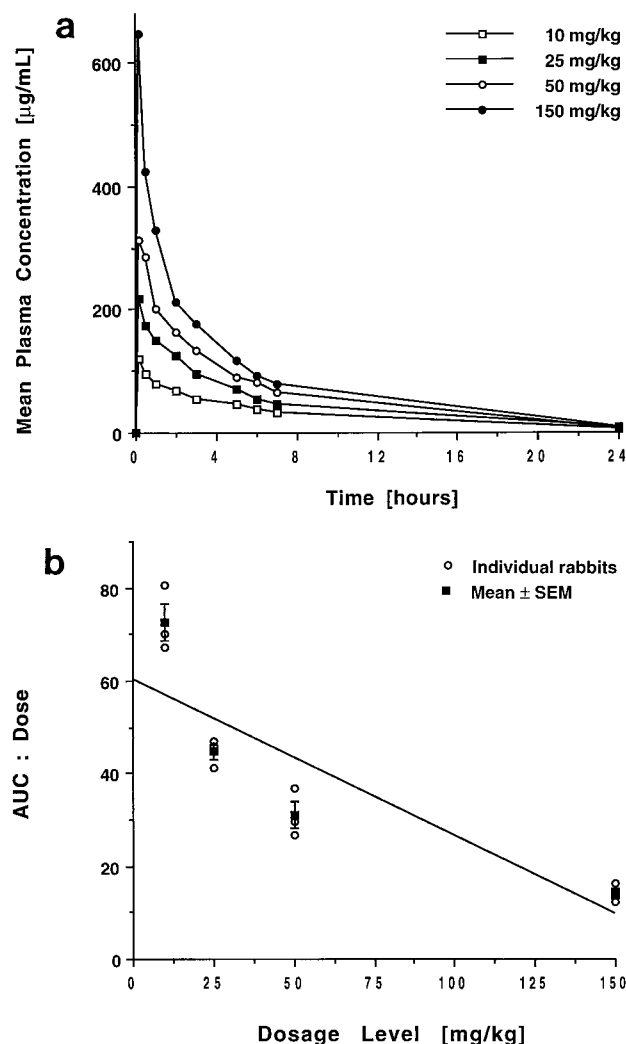 a
Mean Plasma Concentration [µg/mL]
10 mg/kg
25 mg/kg
50 mg/kg
150 mg/kg
600
400
200
0
0 4 8 12 16 20 24
Time [hours]
b
AUC : Dose
Individual rabbits
Mean ± SEM
80
60
40
20
0
0 25 50 75 100 125 150
Dosage Level [mg/kg]